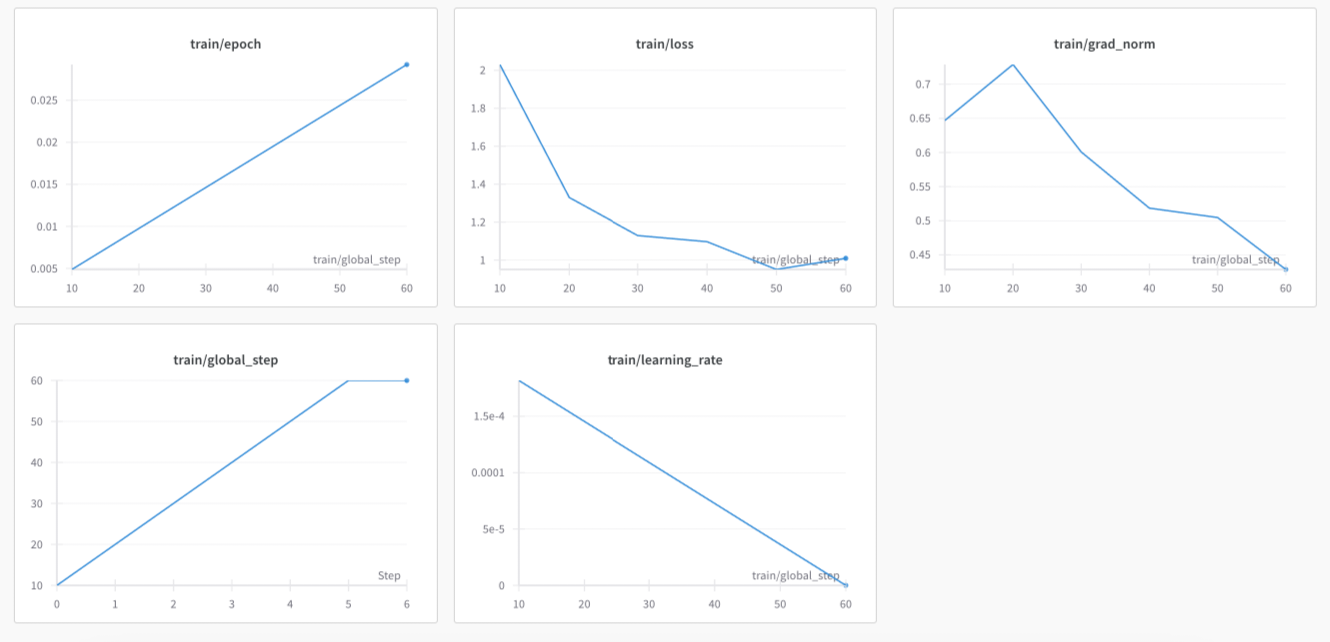 train/epoch
0.025
0.02
0.015
0.01
0.005
train/global_step
10 20 30 40 50 60
train/loss
2
1.8
1.6
1.4
1.2
1
train/global_step
10 20 30 40 50 60
train/grad_norm
0.7
0.65
0.6
0.55
0.5
0.45
train/global_step
10 20 30 40 50 60
train/global_step
60
50
40
30
20
10
Step
0 1 2 3 4 5 6
train/learning_rate
1.5e-4
0.0001
5e-5
0
train/global_step
10 20 30 40 50 60